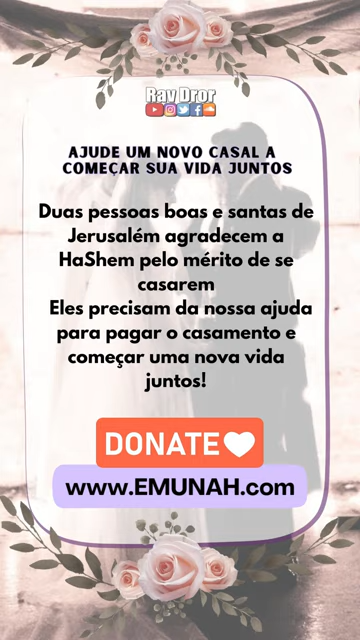 Rav Dror
AJUDE UM NOVO CASAL A
COMEÇAR SUA VIDA JUNTOS
Duas pessoas boas e santas de
Jerusalém agradecem a
HaShem pelo mérito de se
casarem
Eles precisam da nossa ajuda
para pagar o casamento e
começar uma nova vida
juntos!
DONATE
www.EMUNAH.com